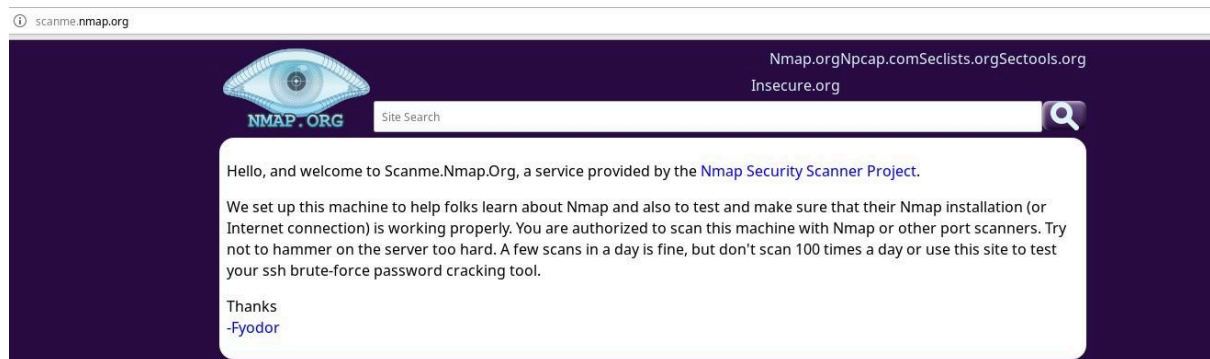 scanme.nmap.org
Nmap.orgNpcap.comSeclists.orgSectools.org
Insecure.org
NMAP.ORG
Site Search
Hello, and welcome to Scanme.Nmap.Org, a service provided by the Nmap Security Scanner Project.
We set up this machine to help folks learn about Nmap and also to test and make sure that their Nmap installation (or
Internet connection) is working properly. You are authorized to scan this machine with Nmap or other port scanners. Try
not to hammer on the server too hard. A few scans in a day is fine, but don't scan 100 times a day or use this site to test
your ssh brute-force password cracking tool.
Thanks
-Fyodor